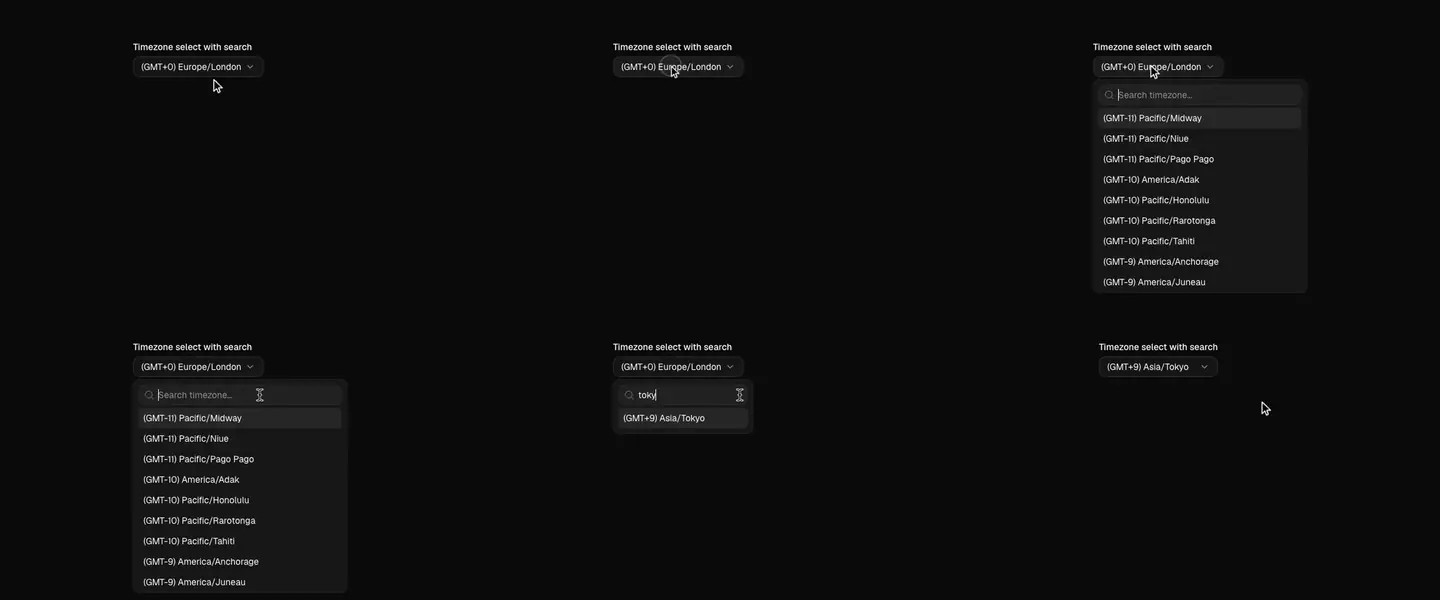 Timezone select with search
(GMT+0) Europe/London
Timezone select with search
(GMT+0) Europe/London
Timezone select with search
(GMT+0) Europe/London
Search timezone...
(GMT-11) Pacific/Midway
(GMT-11) Pacific/Niue
(GMT-11) Pacific/Pago Pago
(GMT-10) America/Adak
(GMT-10) Pacific/Honolulu
(GMT-10) Pacific/Rarotonga
(GMT-10) Pacific/Tahiti
(GMT-9) America/Anchorage
(GMT-9) America/Juneau
Timezone select with search
(GMT+0) Europe/London
Search timezone...
(GMT-11) Pacific/Midway
(GMT-11) Pacific/Niue
(GMT-11) Pacific/Pago Pago
(GMT-10) America/Adak
(GMT-10) Pacific/Honolulu
(GMT-10) Pacific/Rarotonga
(GMT-10) Pacific/Tahiti
(GMT-9) America/Anchorage
(GMT-9) America/Juneau
Timezone select with search
(GMT+0) Europe/London
toky
(GMT+9) Asia/Tokyo
Timezone select with search
(GMT+9) Asia/Tokyo